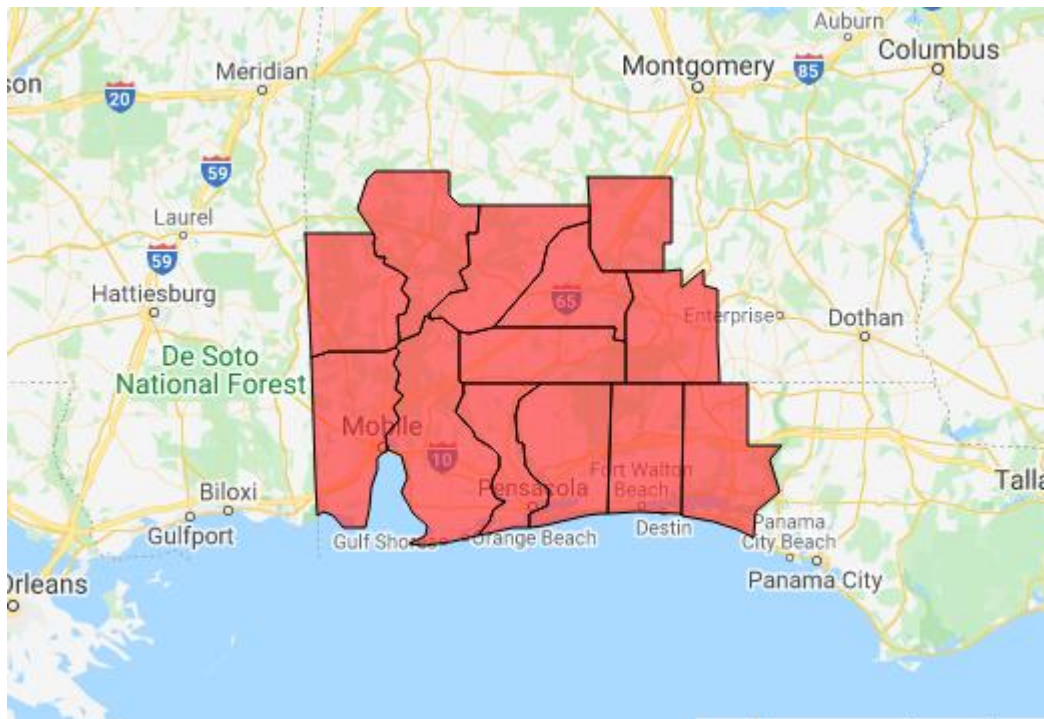 Auburn
Columbus
Meridian
Montgomery
85
son
20
59
Laurel
59
Hattiesburg
65
Enterprise
Dothan
De Soto
National Forest
Mobile
10
Fort Walton
Beach
Pensacola
Talla
Biloxi
Gulfport
Gulf Shores
Orange Beach
Destin
Panama
City Beach
Panama City
Orleans